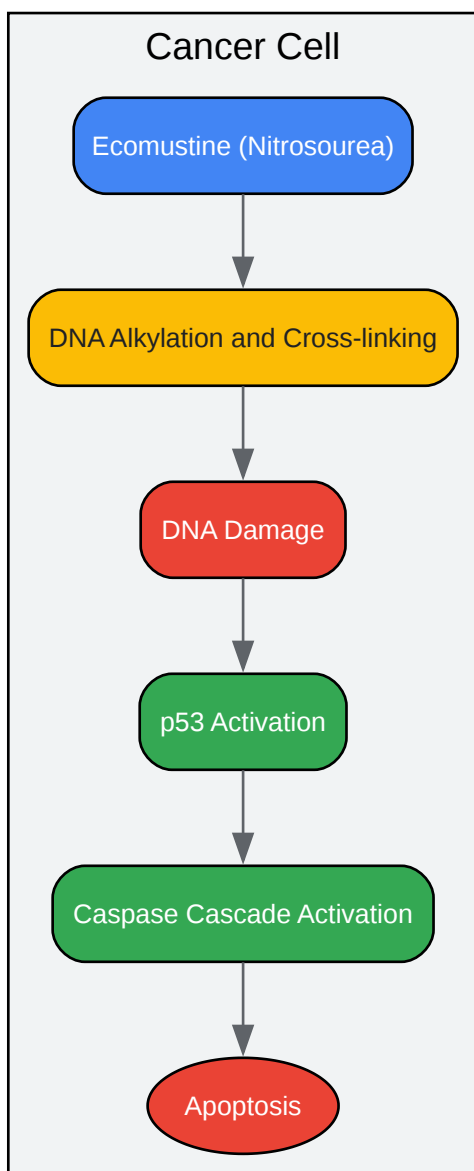 Cancer Cell
Ecomustine (Nitrosourea)
DNA Alkylation and Cross-linking
DNA Damage
p53 Activation
Caspase Cascade Activation
Apoptosis